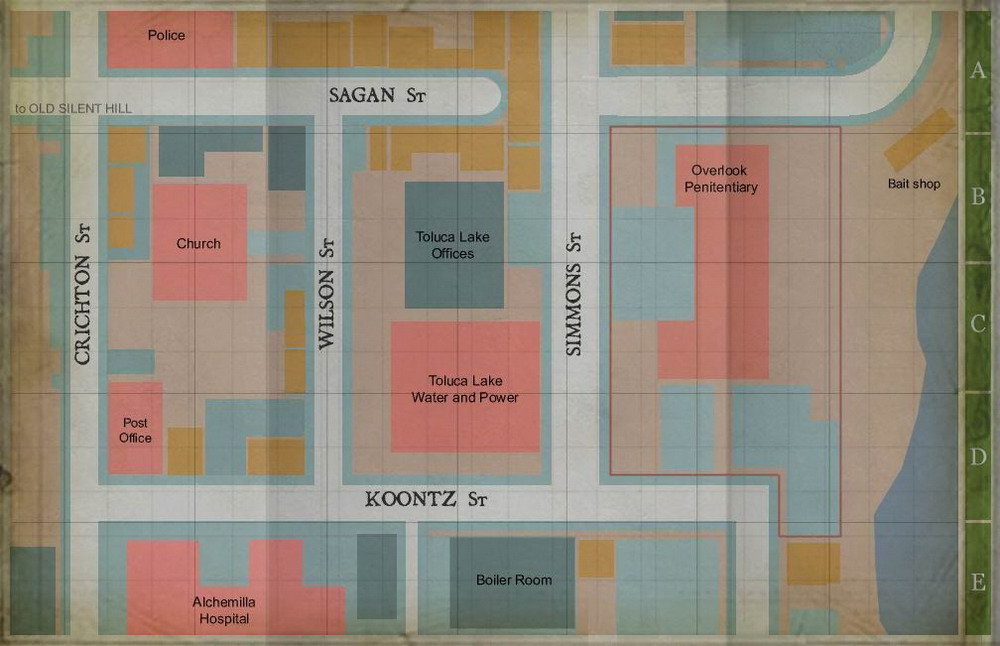 Police
SAGAN St
to OLD SILENT HILL
A
Overlook
Penitentiary
Bait shop
B
Church
Toluca Lake
Offices
CRICHTON St
WILSON St
SIMMONS St
C
Toluca Lake
Water and Power
Post
Office
D
KOONTZ St
Boiler Room
E
Alchemilla
Hospital